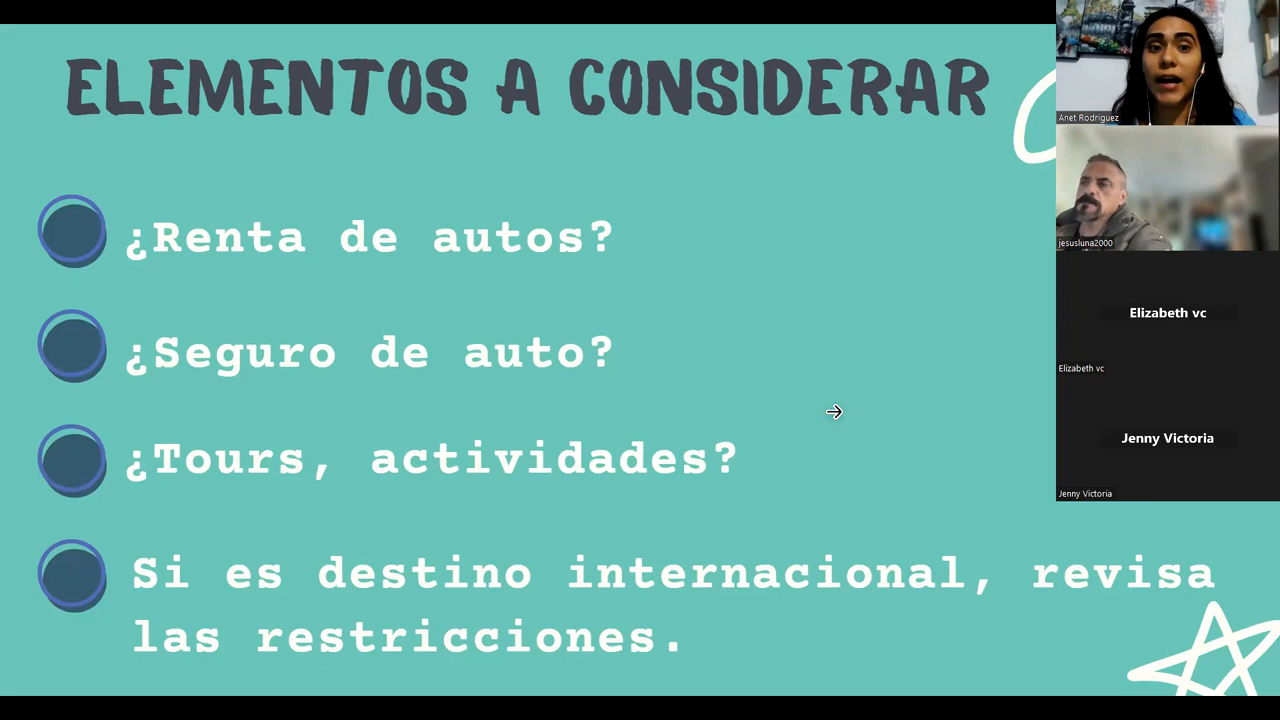 ELEMENTOS A CONSIDERAR
¿Renta de autos?
¿Seguro de auto?
¿Tours, actividades?
Si es destino internacional, revisa
las restricciones.
Anet Rodriguez
jesusluna2000
Elizabeth vc
Elizabeth vc
Jenny Victoria
Jenny Victoria